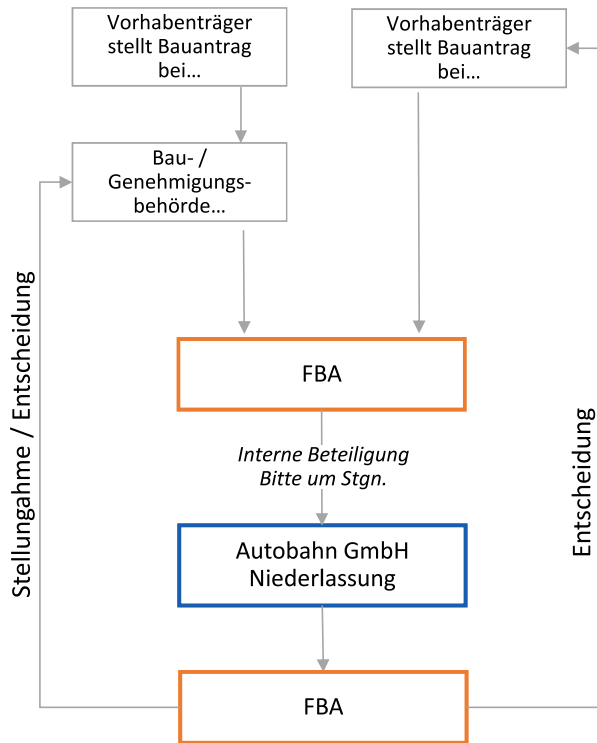 Vorhabenträger
stellt Bauantrag
bei…
Vorhabenträger
stellt Bauantrag
bei…
Bau- /
Genehmigungs-
behörde…
FBA
Interne Beteiligung
Bitte um Stgn.
Autobahn GmbH
Niederlassung
FBA
Stellungahme / Entscheidung
Entscheidung